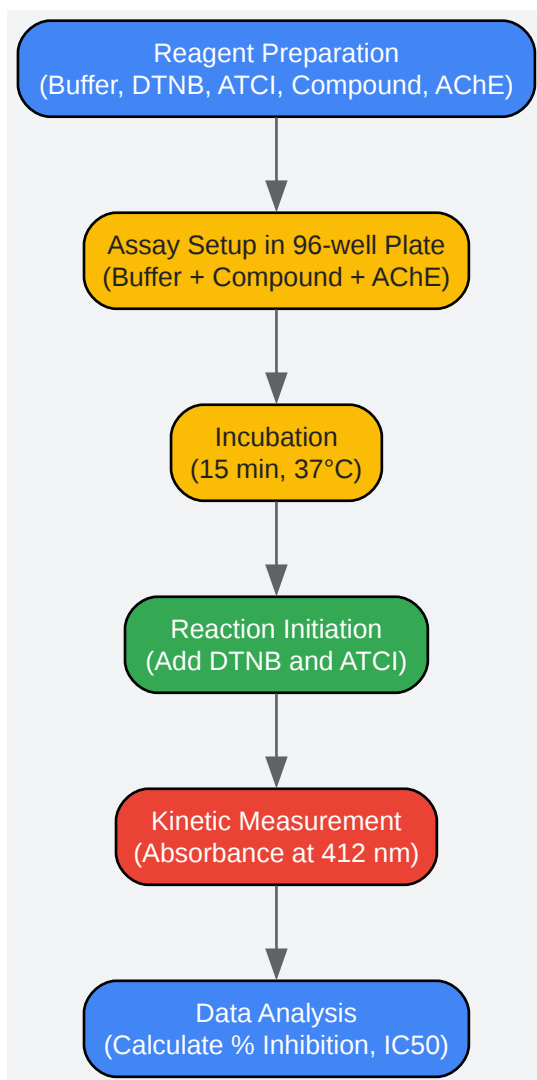 Reagent Preparation
(Buffer, DTNB, ATCI, Compound, AChE)
Assay Setup in 96-well Plate
(Buffer + Compound + AChE)
Incubation
(15 min, 37°C)
Reaction Initiation
(Add DTNB and ATCI)
Kinetic Measurement
(Absorbance at 412 nm)
Data Analysis
(Calculate % Inhibition, IC50)